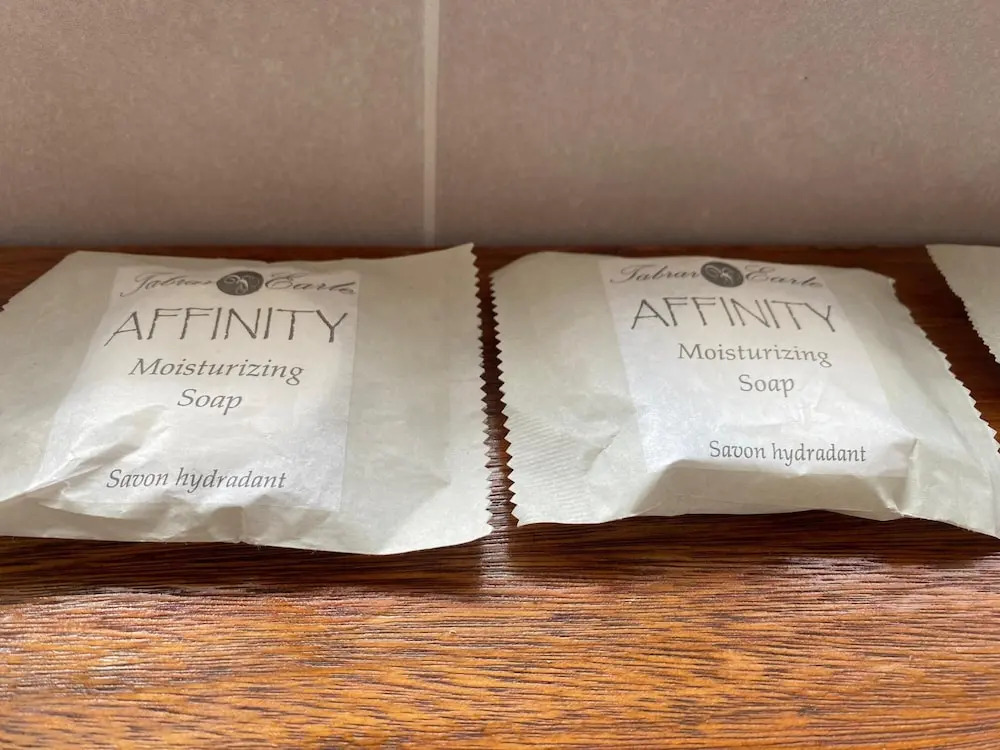 Tabrar Earle
AFFINITY
Moisturizing
Soap
Savon hydradant
Tabrar Earle
AFFINITY
Moisturizing
Soap
Savon hydradant